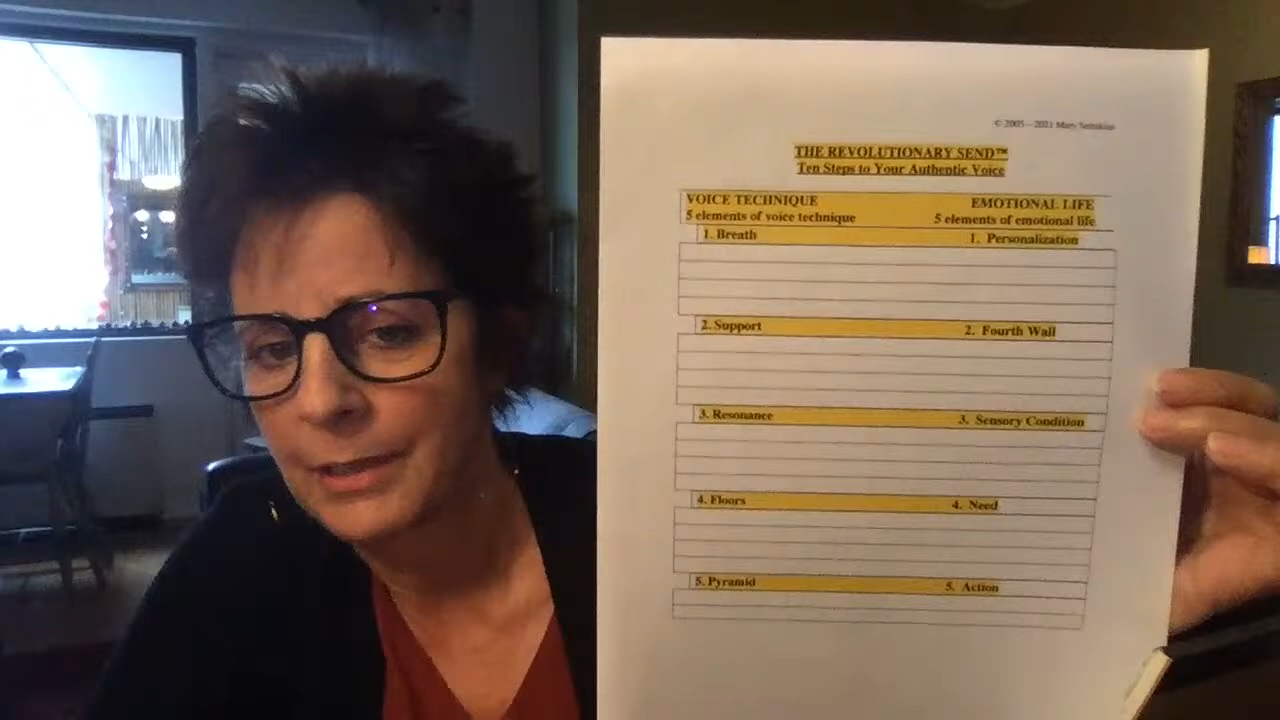 © 2005 – 2021 Mary
THE REVOLUTIONARY SEND™
Ten Steps to Your Authentic Voice
VOICE TECHNIQUE EMOTIONAL LIFE
5 elements of voice technique 5 elements of emotional life
1. Breath 1. Personalization
2. Support 2. Fourth Wall
3. Resonance 3. Sensory Condition
4. Floors 4. Need
5. Pyramid 5. Action